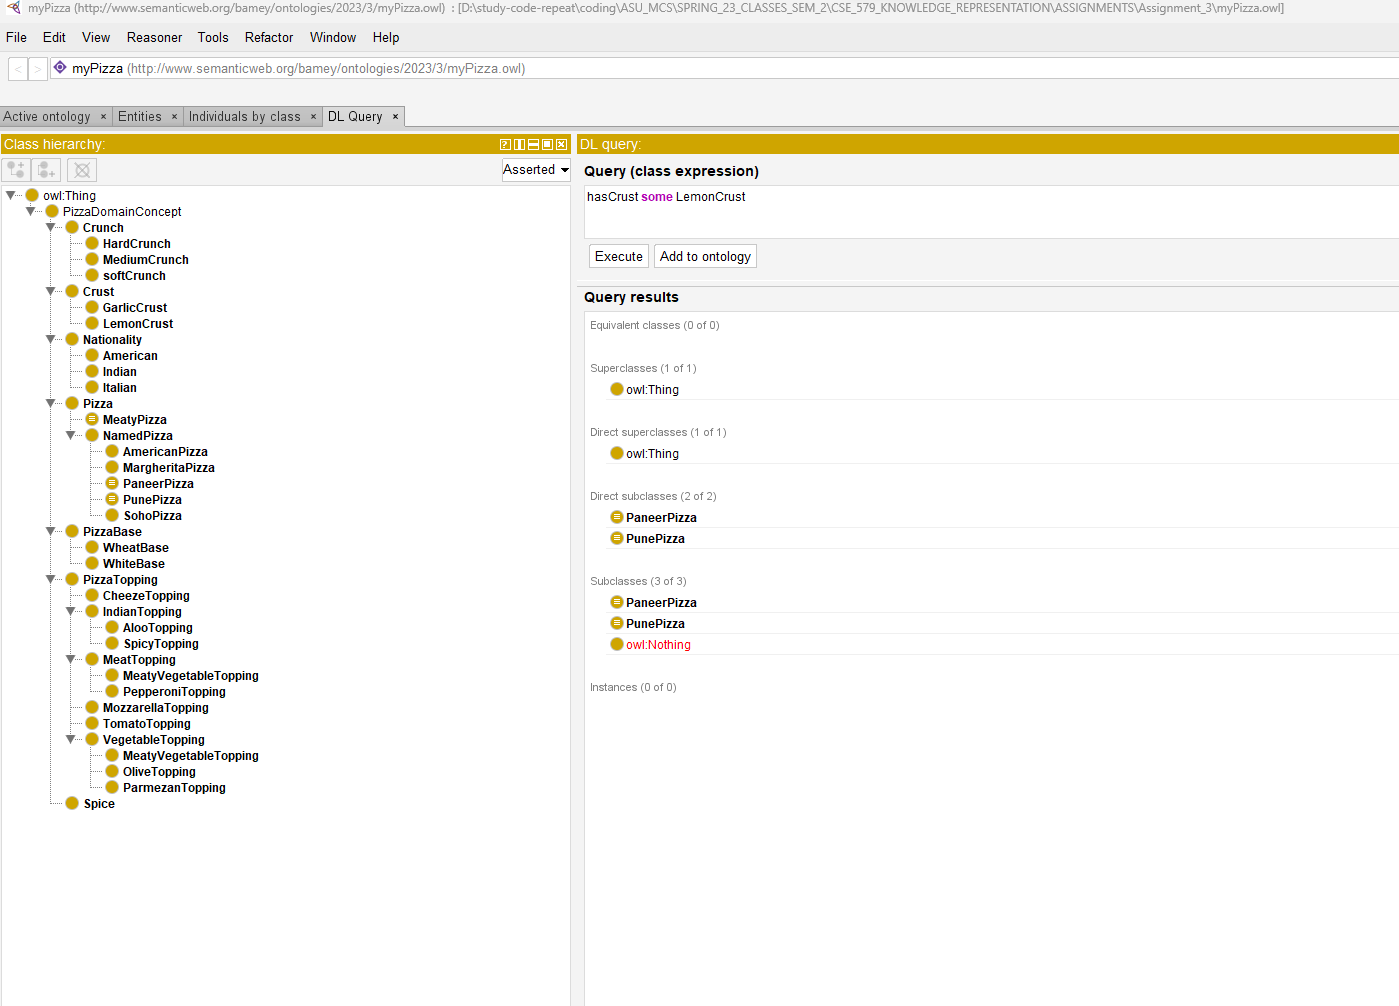 myPizza (http://www.semanticweb.org/bamey/ontologies/2023/3/myPizza.owl) : [D:\study-code-repeat\coding\ASU_MCS\SPRING_23_CLASSES_SEM_2\CSE_579_KNOWLEDGE_REPRESENTATION\ASSIGNMENTS\Assignment_3\myPizza.owl]
File Edit View Reasoner Tools Refactor Window Help
< > myPizza (http://www.semanticweb.org/bamey/ontologies/2023/3/myPizza.owl)
Active ontology × Entities × Individuals by class × DL Query ×
Class hierarchy:
Asserted
owl:Thing
PizzaDomainConcept
Crunch
HardCrunch
MediumCrunch
softCrunch
Crust
GarlicCrust
LemonCrust
Nationality
American
Indian
Italian
Pizza
MeatyPizza
NamedPizza
AmericanPizza
MargheritaPizza
PaneerPizza
PunePizza
SohoPizza
PizzaBase
WheatBase
WhiteBase
PizzaTopping
CheezeTopping
IndianTopping
AlooTopping
SpicyTopping
MeatTopping
MeatyVegetableTopping
PepperoniTopping
MozzarellaTopping
TomatoTopping
VegetableTopping
MeatyVegetableTopping
OliveTopping
ParmezanTopping
Spice
DL query:
Query (class expression)
hasCrust some LemonCrust
Execute Add to ontology
Query results
Equivalent classes (0 of 0)
Superclasses (1 of 1)
owl:Thing
Direct superclasses (1 of 1)
owl:Thing
Direct subclasses (2 of 2)
PaneerPizza
PunePizza
Subclasses (3 of 3)
PaneerPizza
PunePizza
owl:Nothing
Instances (0 of 0)